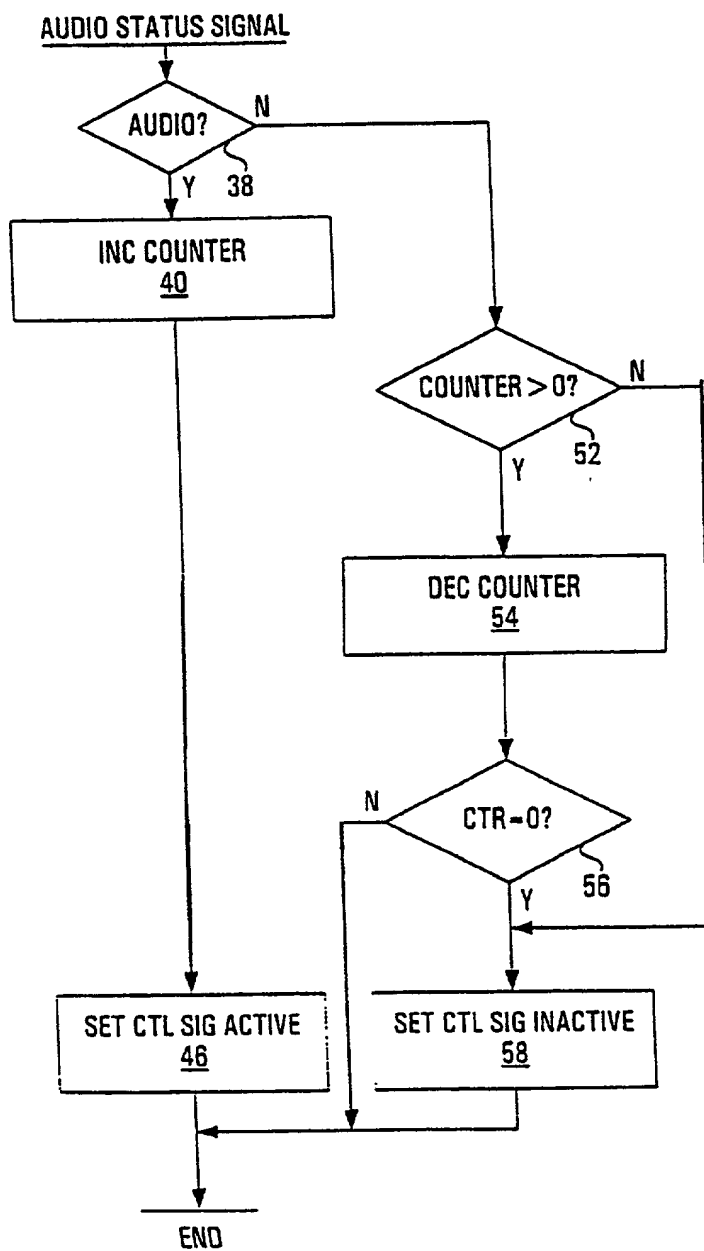 AUDIO STATUS SIGNAL
AUDIO?
N
Y
38
INC COUNTER
40
COUNTER > 0?
N
52
Y
DEC COUNTER
54
N
CTR=0?
56
Y
SET CTL SIG ACTIVE
46
SET CTL SIG INACTIVE
58
END